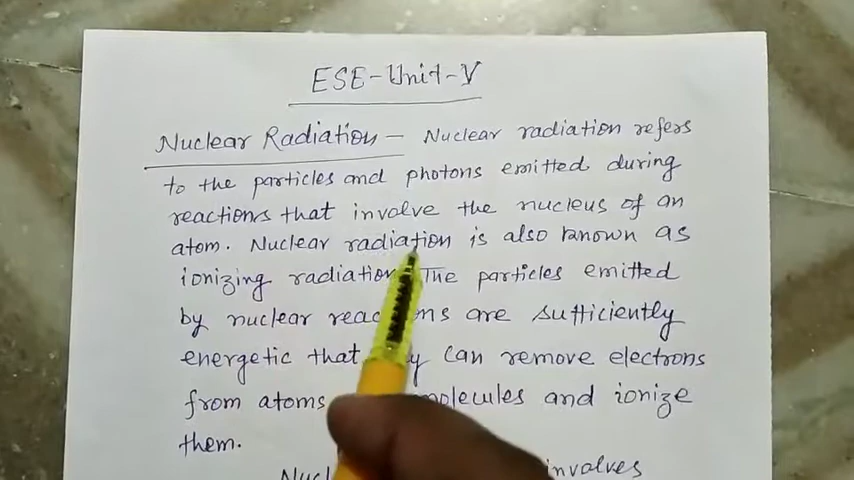 ESE-Unit-V
Nuclear Radiation - Nuclear radiation refers
to the particles and photons emitted during
reactions that involve the nucleus of an
atom. Nuclear radiation is also known as
ionizing radiation The particles emitted
by nuclear are sufficiently
energetic that can remove electrons
from atoms molecules and ionize
them.
involves